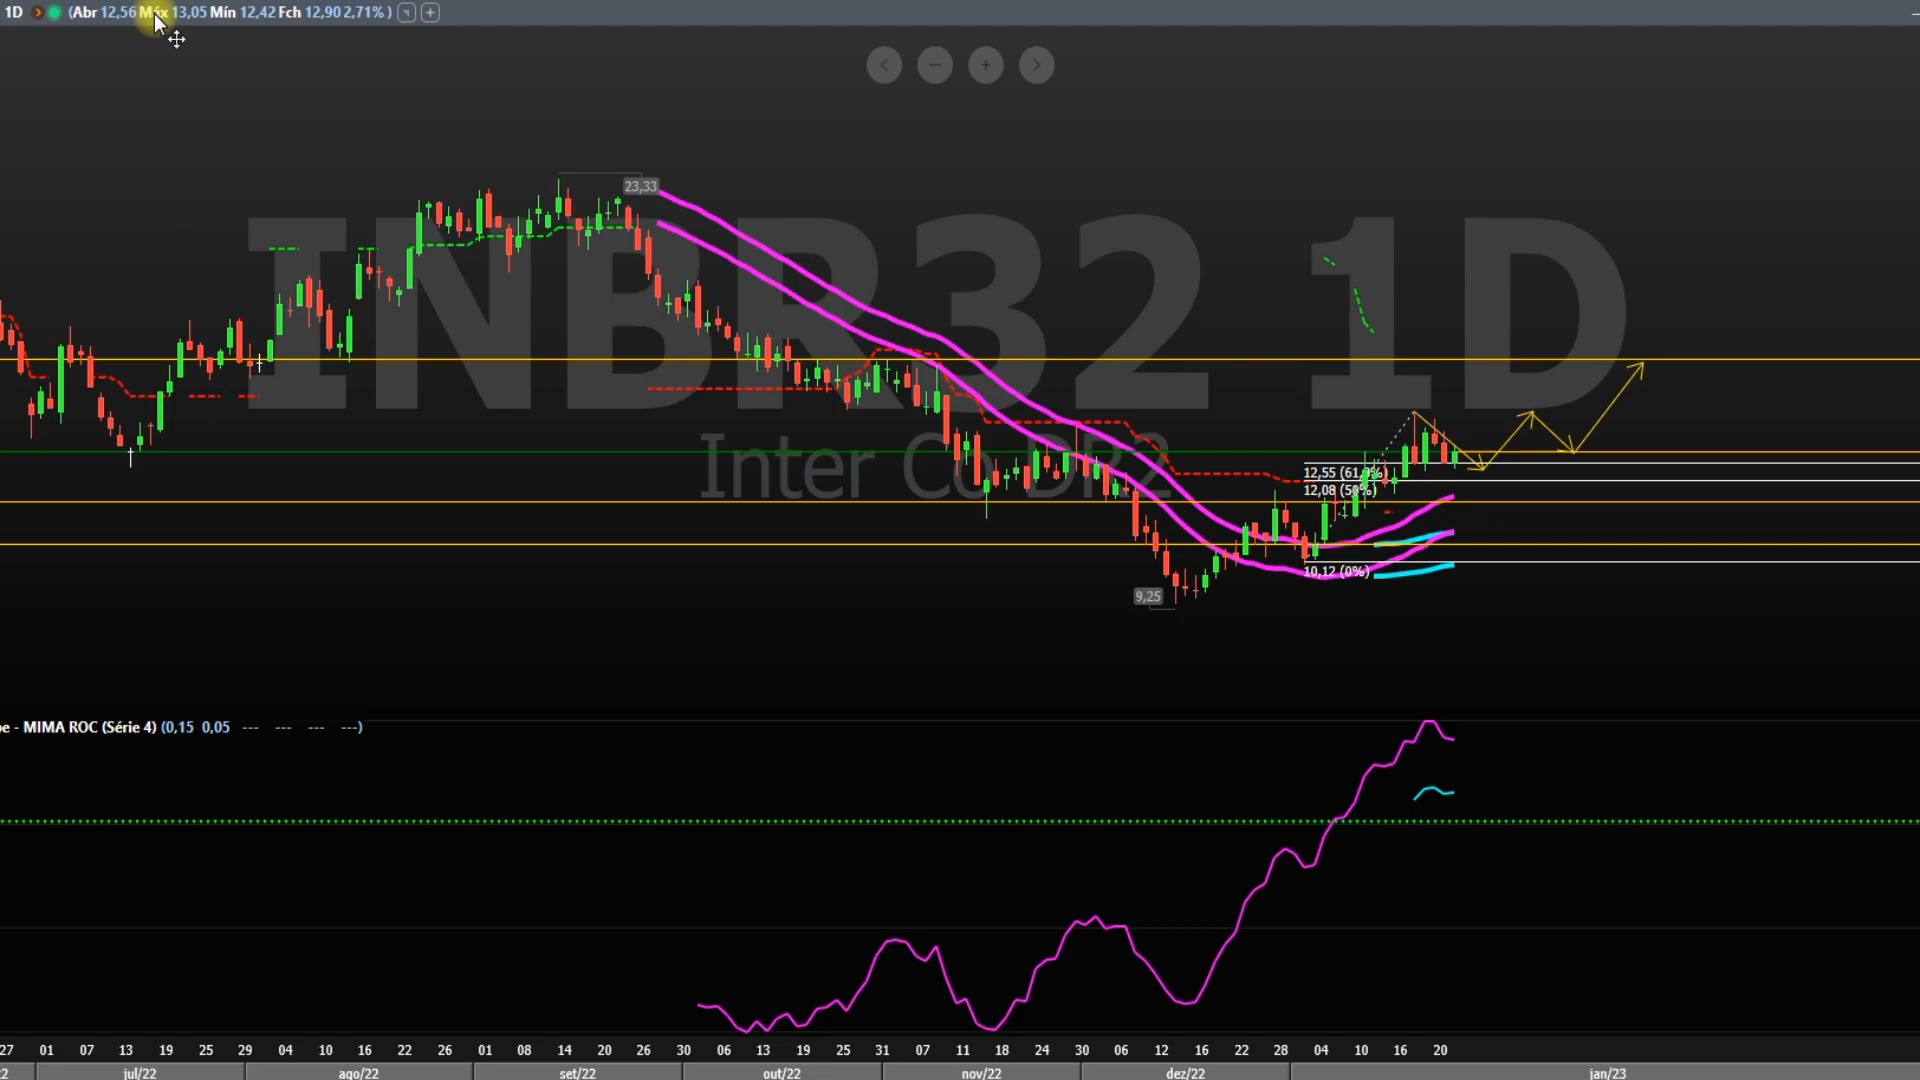 1D (Abr 12,56 Máx 13,05 Mín 12,42 Fch 12,90 2,71% )
23,33
INBR32 1D
Inter Co DR2
12,55 (61,8%)
12,08 (50%)
10,12 (0%)
9,25
pe - MIMA ROC (Série 4) (0,15 0,05 --- --- --- ---)
27 01 07 13 19 25 29 04 10 16 22 26 01 08 14 20 26 30 06 13 19 25 31 07 11 18 24 30 06 12 16 22 28 04 10 16 20
2 jul/22 ago/22 set/22 out/22 nov/22 dez/22 jan/23